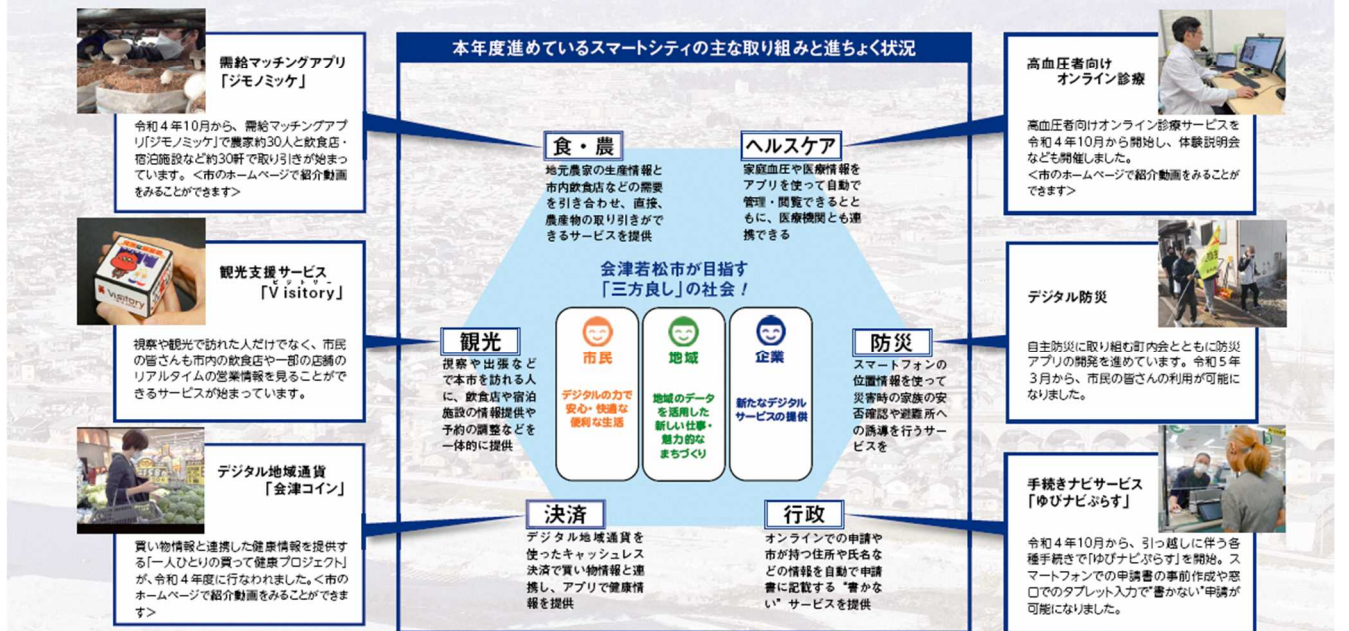 本年度進めているスマートシティの主な取り組みと進ちょく状況
需給マッチングアプリ
「ジモノミッケ」
令和4年10月から、需給マッチングアプ
リ「ジモノミッケ」で農家約30人と飲食店・
宿泊施設など約30軒で取り引きが始まっ
ています。<市のホームページで紹介動画
をみることができます>
観光支援サービス
ビジトリー
「Visitory」
Visitory
視察や観光で訪れた人だけでなく、市民
の皆さんも市内の飲食店や一部の店舗の
リアルタイムの営業情報を見ることがで
きるサービスが始まっています。
デジタル地域通貨
「会津コイン」
買い物情報と連携した健康情報を提供す
る「一人ひとりの買って健康プロジェクト」
が、令和4年度に行なわれました。<市の
ホームページで紹介動画をみることができま
す>
食・農
地元農家の生産情報と
市内飲食店などの需要
を引き合わせ、直接、
農産物の取り引きがで
きるサービスを提供
ヘルスケア
家庭血圧や医療情報を
アプリを使って自動で
管理・閲覧できるとと
もに、医療機関とも連
携できる
会津若松市が目指す
「三方良し」の社会!
観光
視察や出張など
で本市を訪れる人
に、飲食店や宿泊
施設の情報提供や
予約の調整などを
一体的に提供
市民
デジタルの力で
安心・快適な
便利な生活
地域
地域のデータ
を活用した
新しい仕事・
魅力的な
まちづくり
企業
新たなデジタル
サービスの提供
防災
スマートフォンの
位置情報を使って
災害時の家族の安
否確認や避難所へ
の誘導を行うサー
ビスを
決済
デジタル地域通貨を
使ったキャッシュレス
決済で買い物情報と連
携し、アプリで健康情
報を提供
行政
オンラインでの申請や
市が持つ住所や氏名な
どの情報を自動で申請
書に記載する“書かな
い”サービスを提供
高血圧者向け
オンライン診療
高血圧者向けオンライン診療サービスを
令和4年10月から開始し、体験説明会
なども開催しました。
<市のホームページで紹介動画をみることが
できます>
デジタル防災
自主防災に取り組む町内会とともに防災
アプリの開発を進めています。令和5年
3月から、市民の皆さんの利用が可能に
なりました。
手続きナビサービス
「ゆびナビぷらす」
令和4年10月から、引っ越しに伴う各
種手続きで「ゆびナビぷらす」を開始。ス
マートフォンでの申請書の事前作成や窓
口でのタブレット入力で“書かない”申請が
可能になりました。